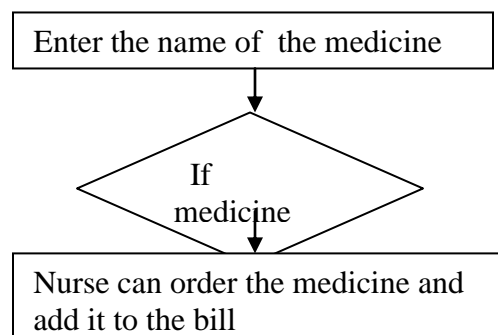 Enter the name of  the medicine
If
medicine
Nurse can order the medicine and
add it to the bill